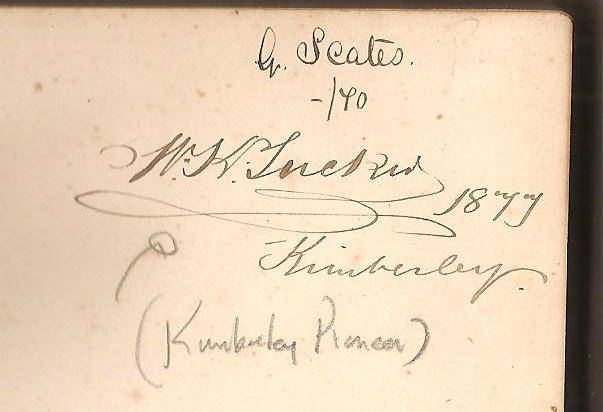 G. Scates.
-/40
W. K. Tucker
1877
Kimberley.
(Kimberley Pioneer)